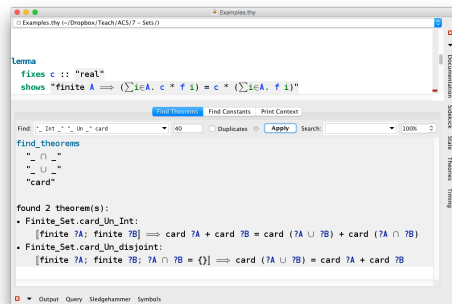 Examples.thy
Examples.thy (~/Dropbox/Teach/ACS/7 - Sets/)
lemma
fixes c :: "real"
shows "finite A ⟹ (∑i∈A. c * f i) = c * (∑i∈A. f i)"
Find Theorems Find Constants Print Context
Find: "_ Int _" "_ Un _" card 40 Duplicates Apply Search: 100%
find_theorems
"_ ∩ _"
"_ ∪ _"
"card"
found 2 theorem(s):
• Finite_Set.card_Un_Int:
⟦finite ?A; finite ?B⟧ ⟹ card ?A + card ?B = card (?A ∪ ?B) + card (?A ∩ ?B)
• Finite_Set.card_Un_disjoint:
⟦finite ?A; finite ?B; ?A ∩ ?B = {}⟧ ⟹ card (?A ∪ ?B) = card ?A + card ?B
Output Query Sledgehammer Symbols
Documentation
Sidekick
State
Theories
Timing